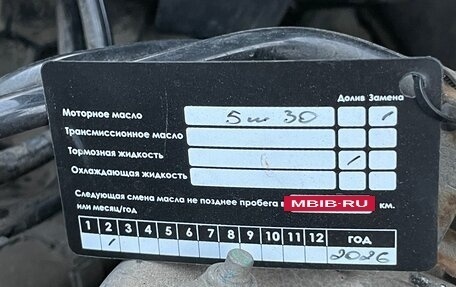 Долив Замена
Моторное масло 5w30 /
Трансмиссионное масло
Тормозная жидкость /
Охлаждающая жидкость
Следующая смена масла не позднее пробега MBIB-RU км.
или месяц/год
1 2 3 4 5 6 7 8 9 10 11 12 ГОД
/ 2026